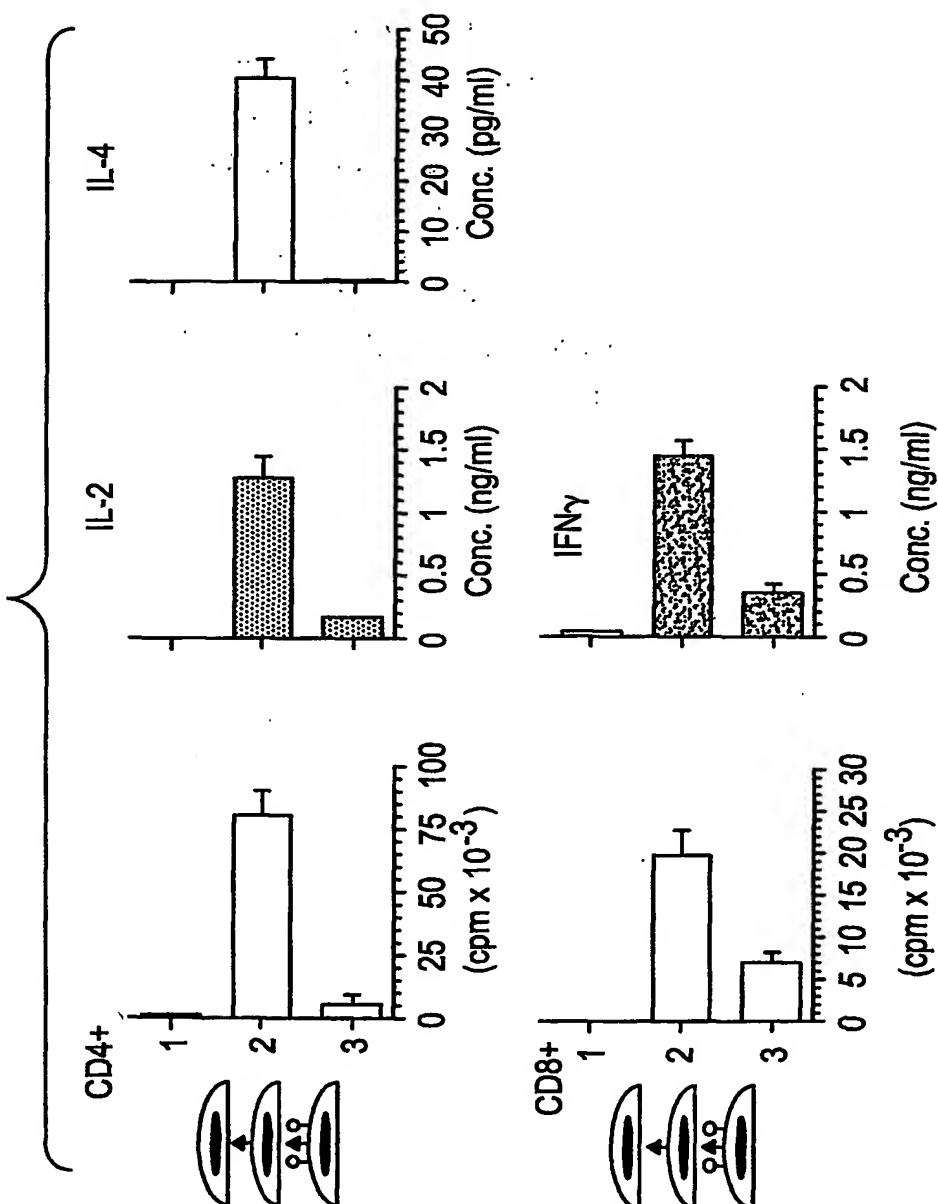 CD4+
1
2
3
0 25 50 75 100
(cpm x 10-3)
IL-2
0 0.5 1 1.5 2
Conc. (ng/ml)
IL-4
0 10 20 30 40 50
Conc. (pg/ml)
CD8+
1
2
3
0 5 10 15 20 25 30
(cpm x 10-3)
IFNγ
0 0.5 1 1.5 2
Conc. (ng/ml)